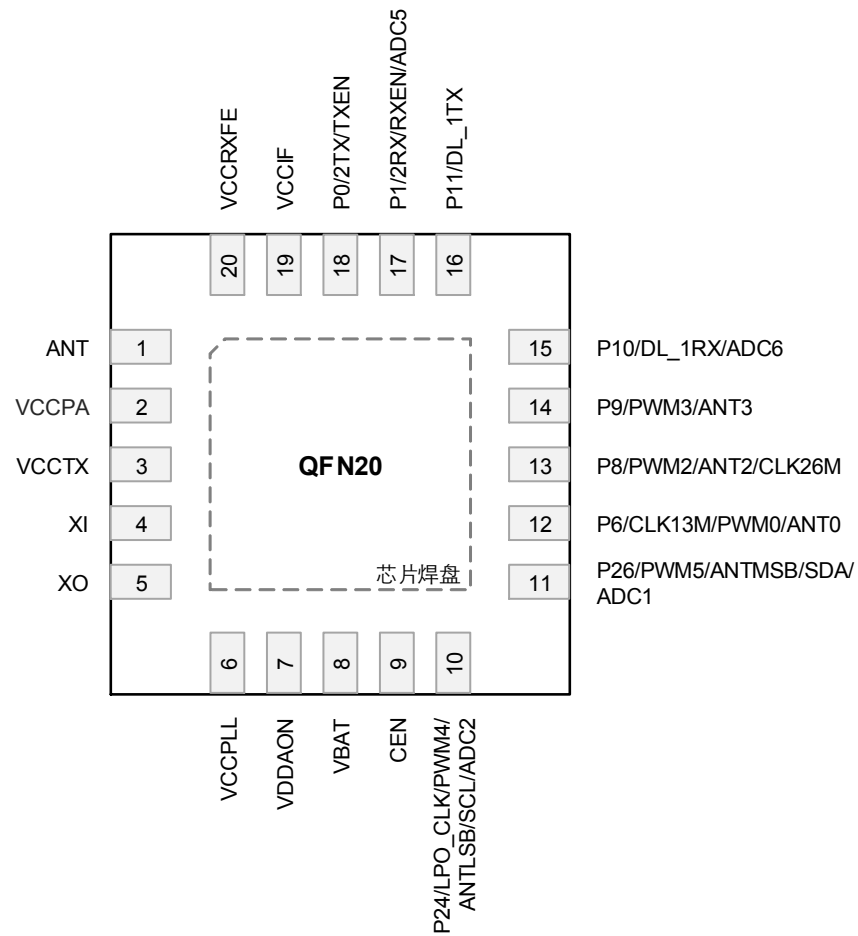 VCCRXFE
VCCIF
P0/2TX/TXEN
P1/2RX/RXEN/ADC5
P11/DL_1TX
20
19
18
17
16
ANT
1
VCCPA
2
VCCTX
3
XI
4
XO
5
QFN20
芯片焊盘
15
P10/DL_1RX/ADC6
14
P9/PWM3/ANT3
13
P8/PWM2/ANT2/CLK26M
12
P6/CLK13M/PWM0/ANT0
11
P26/PWM5/ANTMSB/SDA/
ADC1
6
7
8
9
10
VCCPLL
VDDAON
VBAT
CEN
P24/LPO_CLK/PWM4/
ANTLSB/SCL/ADC2